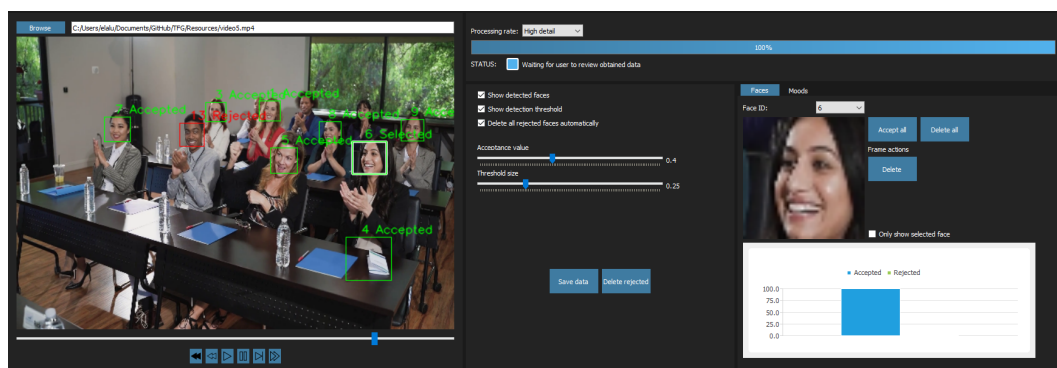 Browse
C:/Users/elalu/Documents/GitHub/TFG/Resources/video5.mp4
7 Accepted
Accepted
13 Rejected
Accepted
Accepted
9
6 Selected
4 Accepted
Processing rate: High detail
100%
STATUS: Waiting for user to review obtained data
Show detected faces
Show detection threshold
Delete all rejected faces automatically
Acceptance value
0.4
Threshold size
0.25
Save data
Delete rejected
Faces
Moods
Face ID: 6
Accept all
Delete all
Frame actions
Delete
Only show selected face
Accepted
Rejected
100.0
75.0
50.0
25.0
0.0